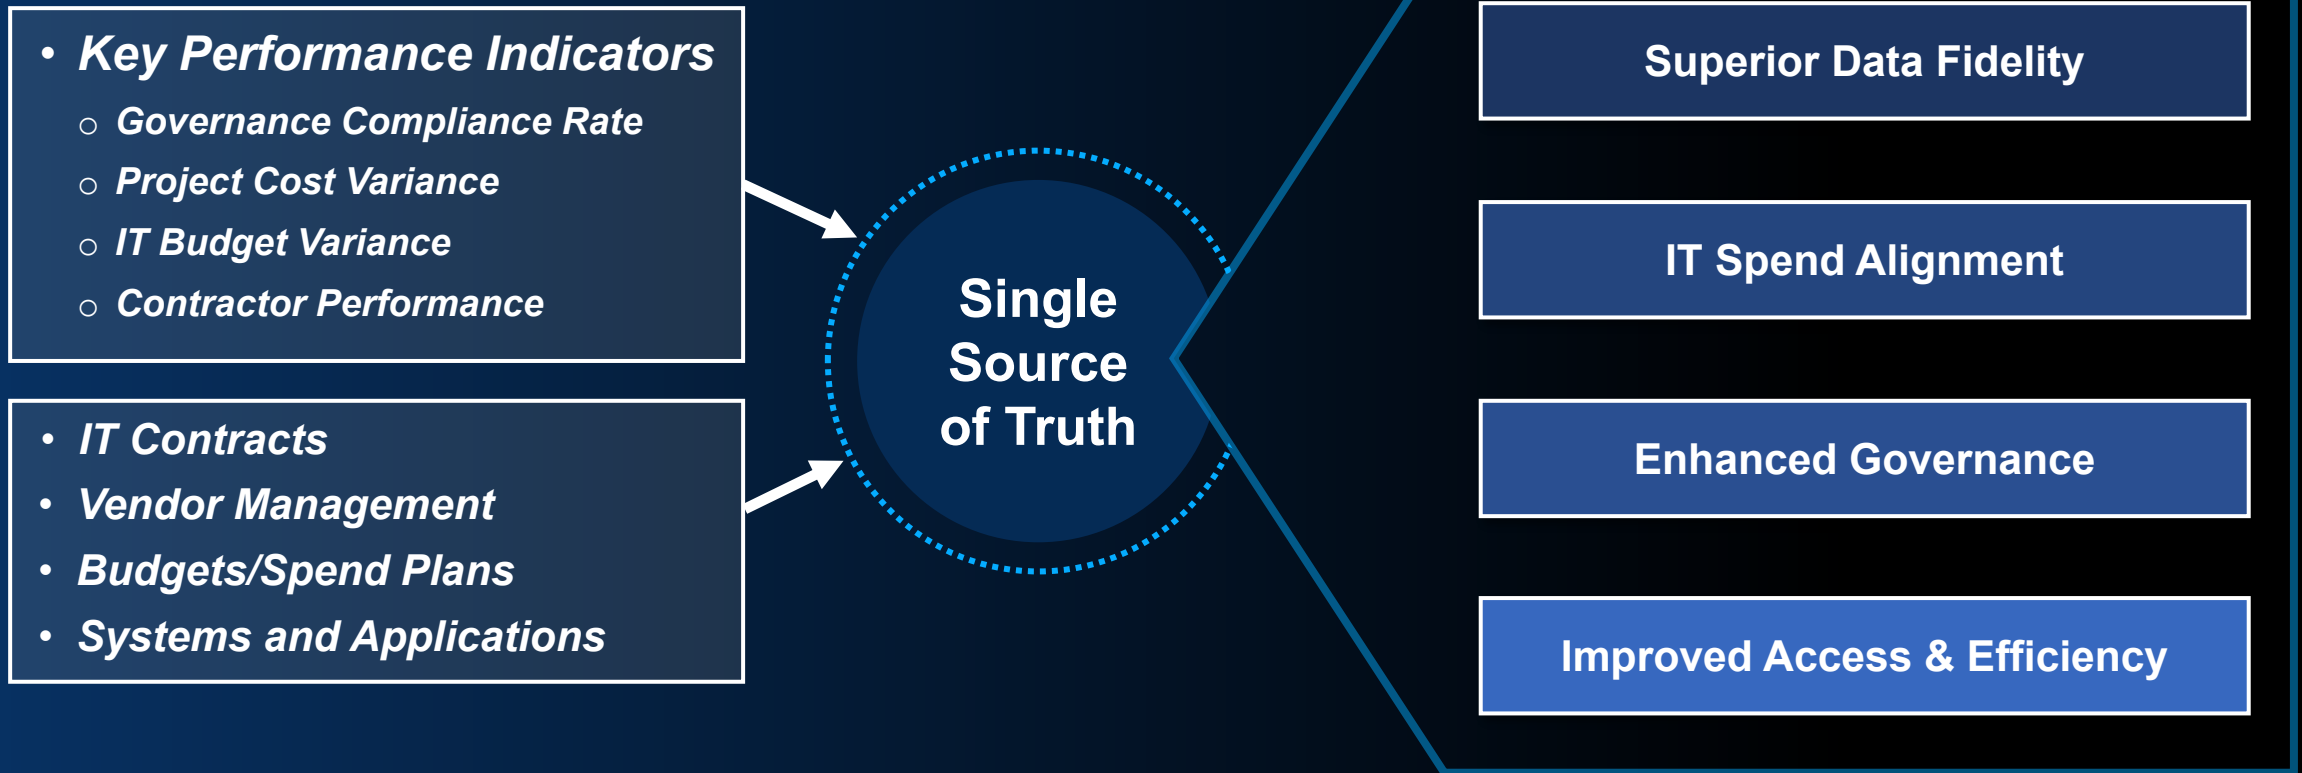 • Key Performance Indicators
o Governance Compliance Rate
o Project Cost Variance
o IT Budget Variance
o Contractor Performance
• IT Contracts
• Vendor Management
• Budgets/Spend Plans
• Systems and Applications
Single
Source
of Truth
Superior Data Fidelity
IT Spend Alignment
Enhanced Governance
Improved Access & Efficiency